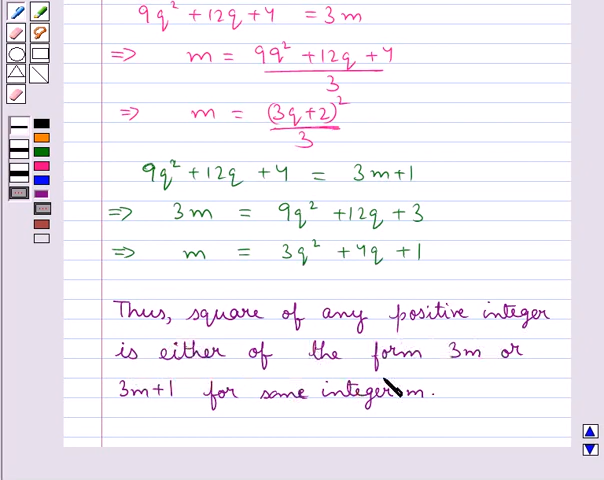 9q² + 12q + 4 = 3m
⇒ m = (9q² + 12q + 4)/3
⇒ m = (3q+2)²/3
9q² + 12q + 4 = 3m+1
⇒ 3m = 9q² + 12q + 3
⇒ m = 3q² + 4q + 1
Thus, square of any positive integer
is either of the form 3m or
3m+1 for some integer m.